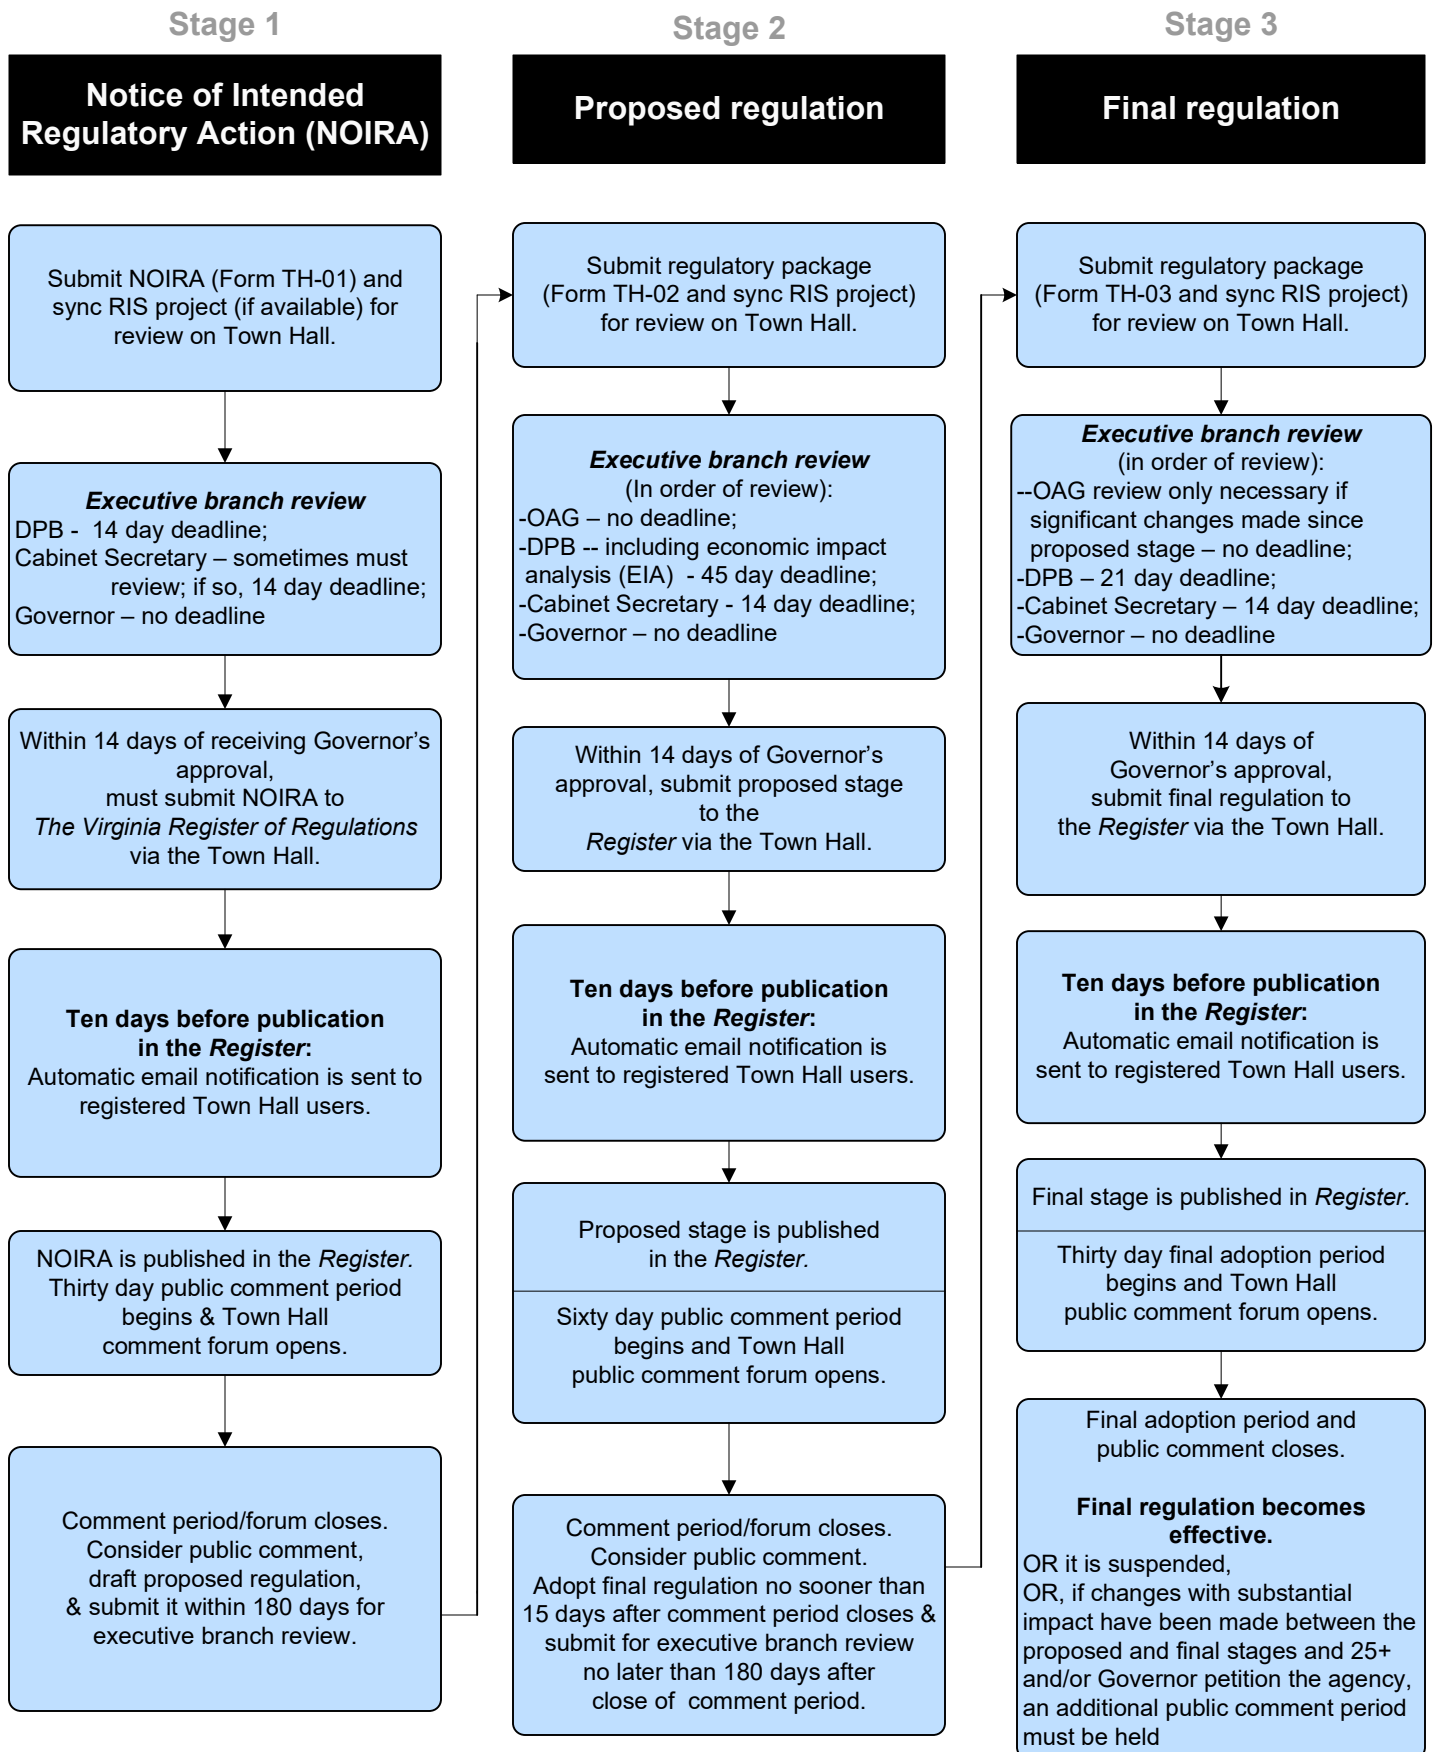 Stage 1
Notice of Intended
Regulatory Action (NOIRA)
Submit NOIRA (Form TH-01) and
sync RIS project (if available) for
review on Town Hall.
Executive branch review
DPB - 14 day deadline;
Cabinet Secretary – sometimes must
review; if so, 14 day deadline;
Governor – no deadline
Within 14 days of receiving Governor's
approval,
must submit NOIRA to
The Virginia Register of Regulations
via the Town Hall.
Ten days before publication
in the Register:
Automatic email notification is sent to
registered Town Hall users.
NOIRA is published in the Register.
Thirty day public comment period
begins & Town Hall
comment forum opens.
Comment period/forum closes.
Consider public comment,
draft proposed regulation,
& submit it within 180 days for
executive branch review.
Stage 2
Proposed regulation
Submit regulatory package
(Form TH-02 and sync RIS project)
for review on Town Hall.
Executive branch review
(In order of review):
-OAG – no deadline;
-DPB -- including economic impact
analysis (EIA) - 45 day deadline;
-Cabinet Secretary - 14 day deadline;
-Governor – no deadline
Within 14 days of Governor's
approval, submit proposed stage
to the
Register via the Town Hall.
Ten days before publication
in the Register:
Automatic email notification is
sent to registered Town Hall users.
Proposed stage is published
in the Register.
Sixty day public comment period
begins and Town Hall
public comment forum opens.
Comment period/forum closes.
Consider public comment.
Adopt final regulation no sooner than
15 days after comment period closes &
submit for executive branch review
no later than 180 days after
close of comment period.
Stage 3
Final regulation
Submit regulatory package
(Form TH-03 and sync RIS project)
for review on Town Hall.
Executive branch review
(in order of review):
--OAG review only necessary if
significant changes made since
proposed stage – no deadline;
-DPB – 21 day deadline;
-Cabinet Secretary – 14 day deadline;
-Governor – no deadline
Within 14 days of
Governor's approval,
submit final regulation to
the Register via the Town Hall.
Ten days before publication
in the Register:
Automatic email notification is
sent to registered Town Hall users.
Final stage is published in Register.
Thirty day final adoption period
begins and Town Hall
public comment forum opens.
Final adoption period and
public comment closes.
Final regulation becomes
effective.
OR it is suspended,
OR, if changes with substantial
impact have been made between the
proposed and final stages and 25+
and/or Governor petition the agency,
an additional public comment period
must be held